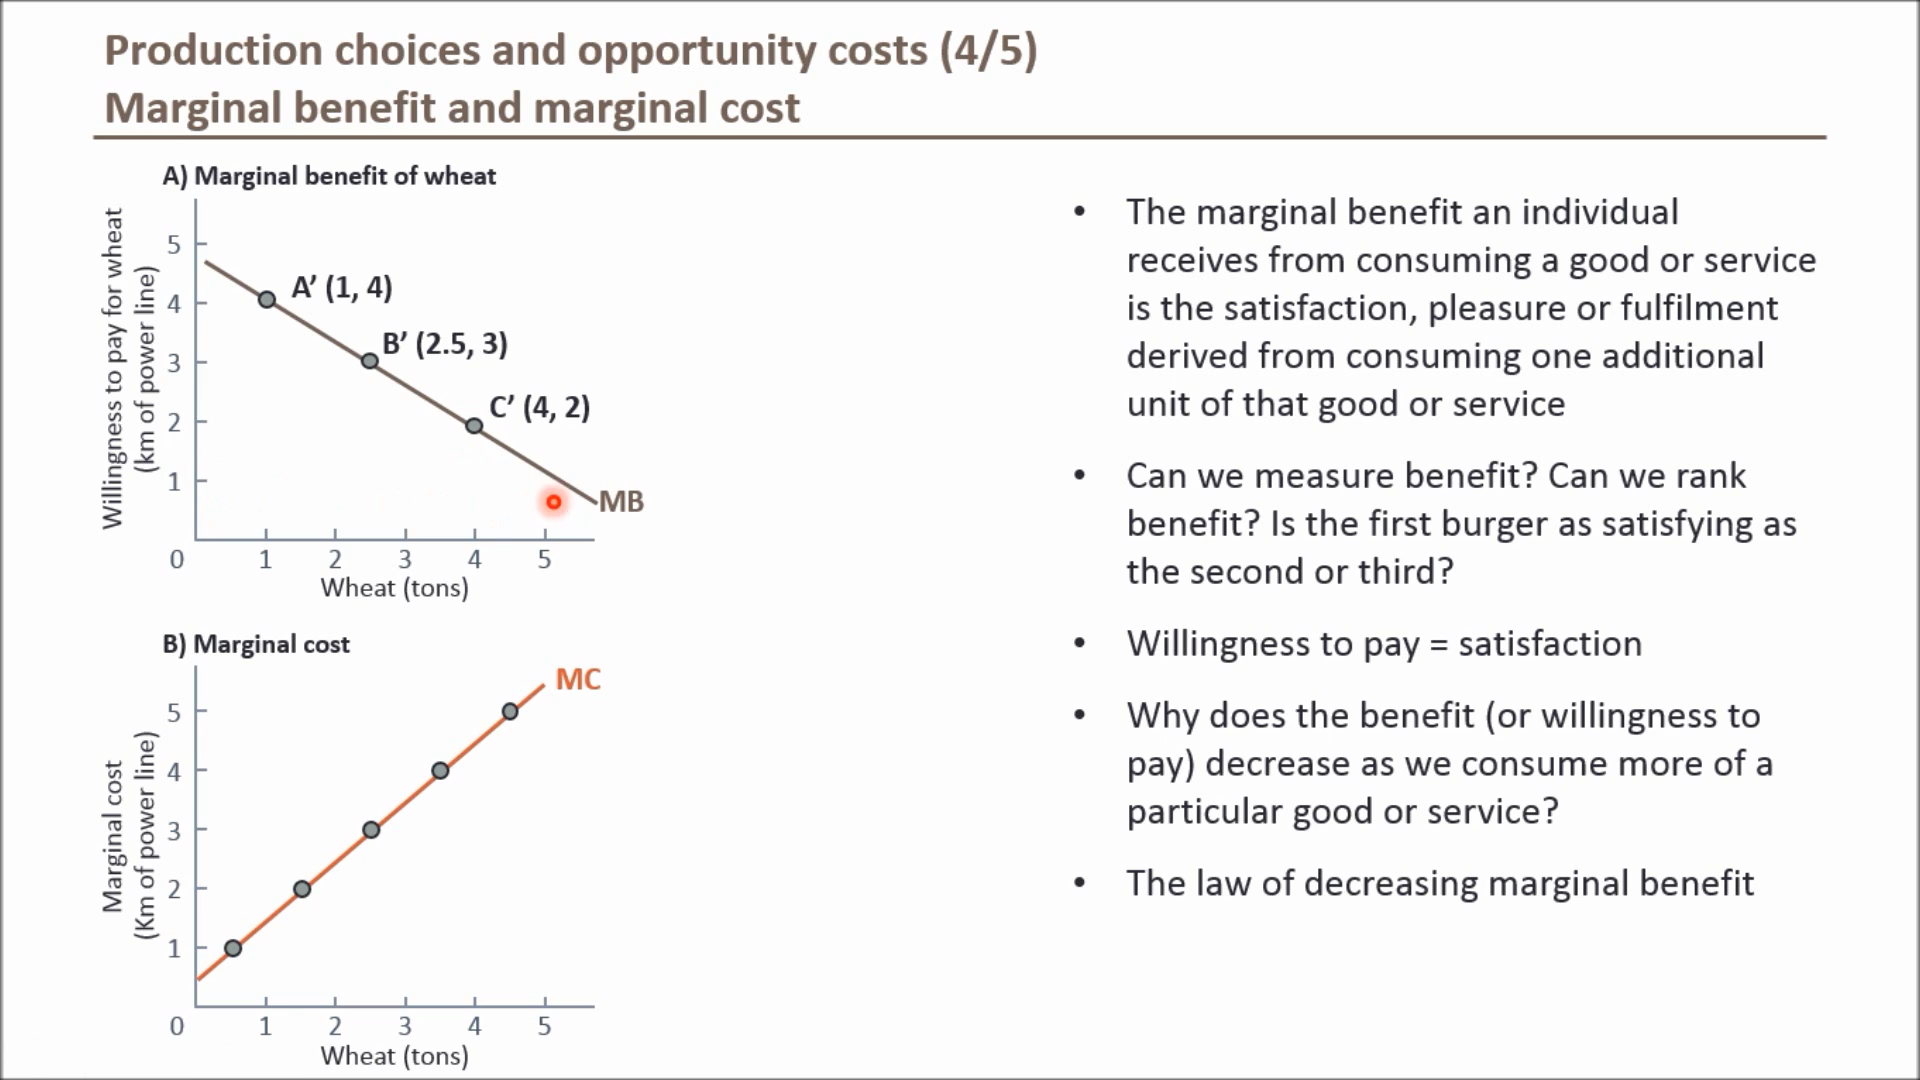 Production choices and opportunity costs (4/5)
Marginal benefit and marginal cost
A) Marginal benefit of wheat
Willingness to pay for wheat
(km of power line)
5
4
3
2
1
0
1 2 3 4 5
Wheat (tons)
A’ (1, 4)
B’ (2.5, 3)
C’ (4, 2)
MB
B) Marginal cost
Marginal cost
(Km of power line)
5
4
3
2
1
0
1 2 3 4 5
Wheat (tons)
MC
• The marginal benefit an individual
receives from consuming a good or service
is the satisfaction, pleasure or fulfilment
derived from consuming one additional
unit of that good or service
• Can we measure benefit? Can we rank
benefit? Is the first burger as satisfying as
the second or third?
• Willingness to pay = satisfaction
• Why does the benefit (or willingness to
pay) decrease as we consume more of a
particular good or service?
• The law of decreasing marginal benefit